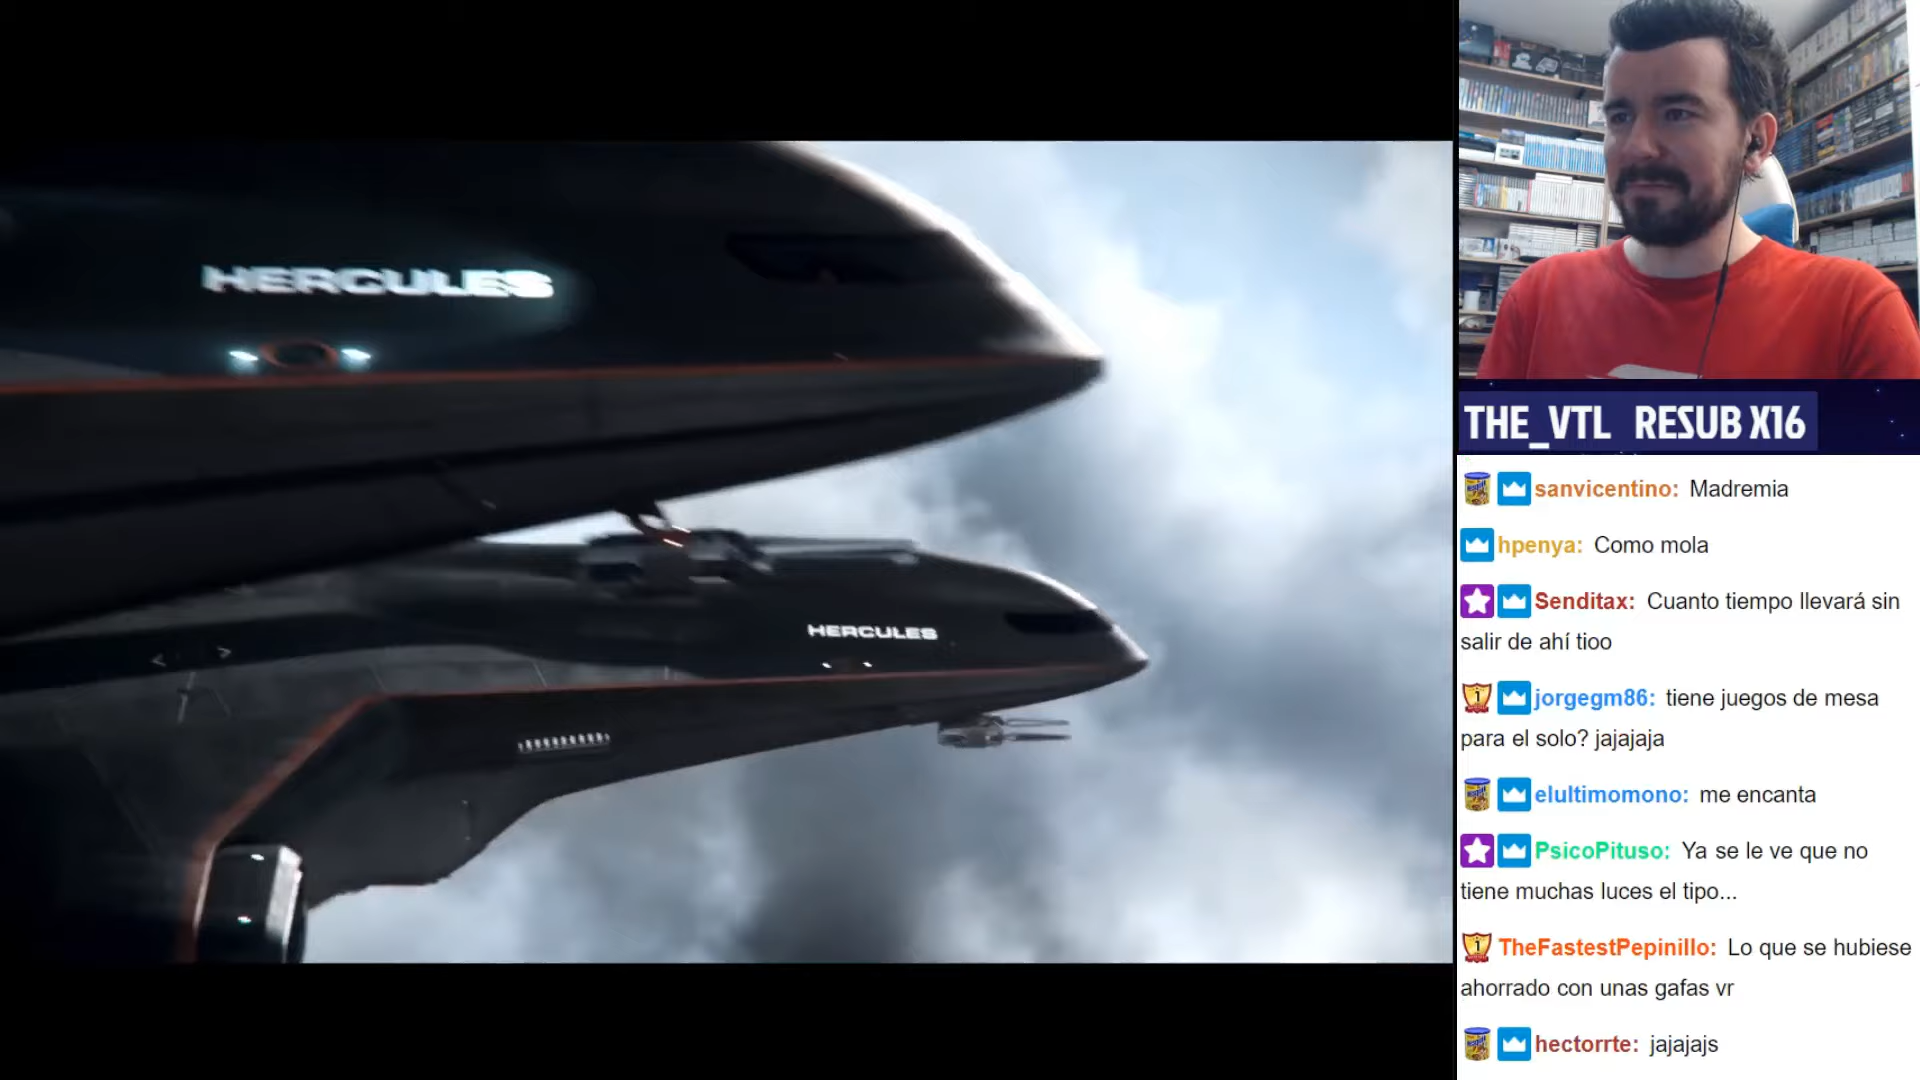 HERCULES
HERCULES
THE_VTL RESUB X16
sanvicentino: Madremia
hpenya: Como mola
Senditax: Cuanto tiempo llevará sin
salir de ahí tioo
jorgegm86: tiene juegos de mesa
para el solo? jajajaja
elultimomono: me encanta
PsicoPituso: Ya se le ve que no
tiene muchas luces el tipo...
TheFastestPepinillo: Lo que se hubiese
ahorrado con unas gafas vr
hectorrte: jajajajs